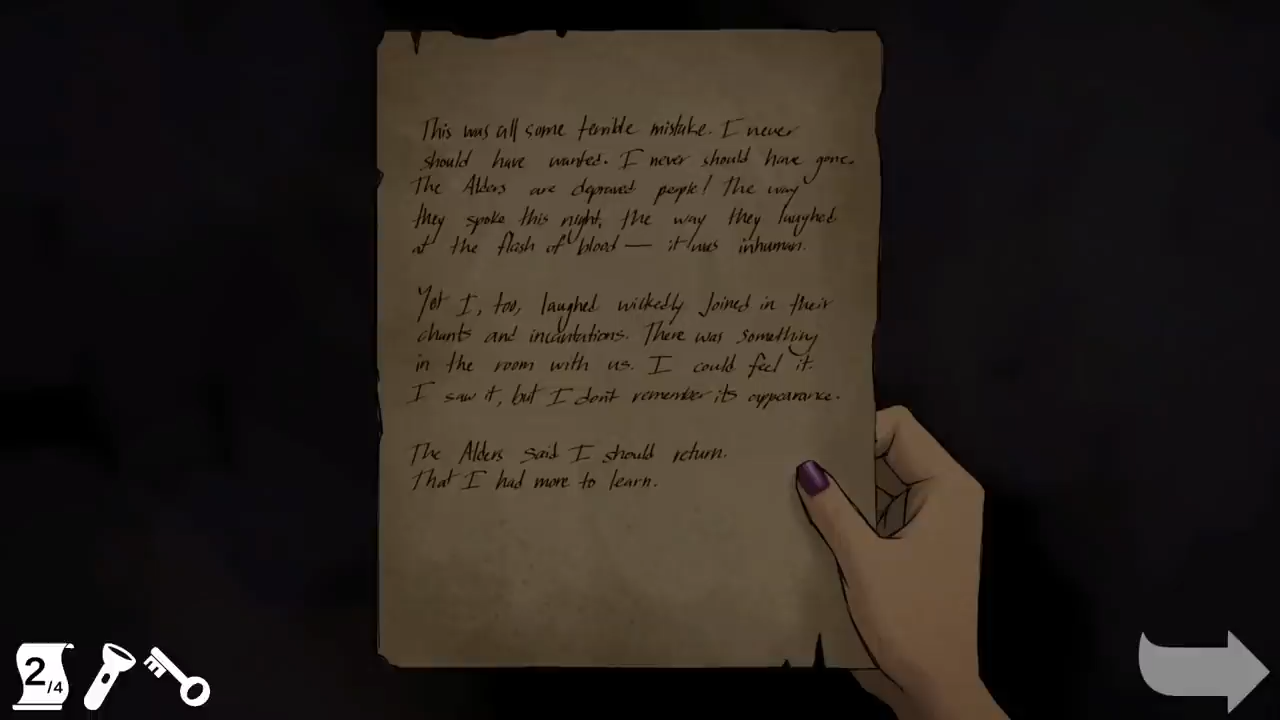 This was all some terrible mistake. I never
should have wanted. I never should have gone.
The Alders are depraved people! The way
they spoke this night, the way they laughed
at the flash of blood — it was inhuman.
Yet I, too, laughed wickedly Joined in their
chants and incantations. There was something
in the room with us. I could feel it.
I saw it, but I don't remember its appearance.
The Alders said I should return.
That I had more to learn.
2/4